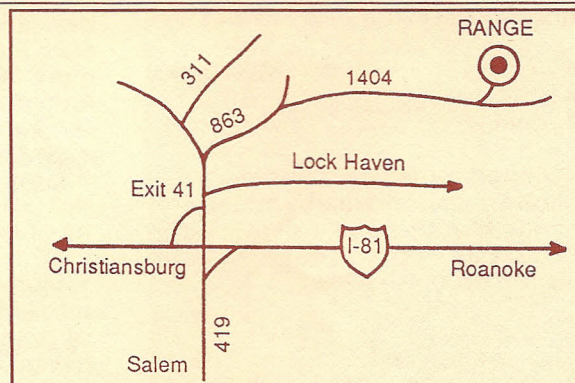 RANGE
311
1404
863
Lock Haven
Exit 41
I-81
Christiansburg
Roanoke
419
Salem